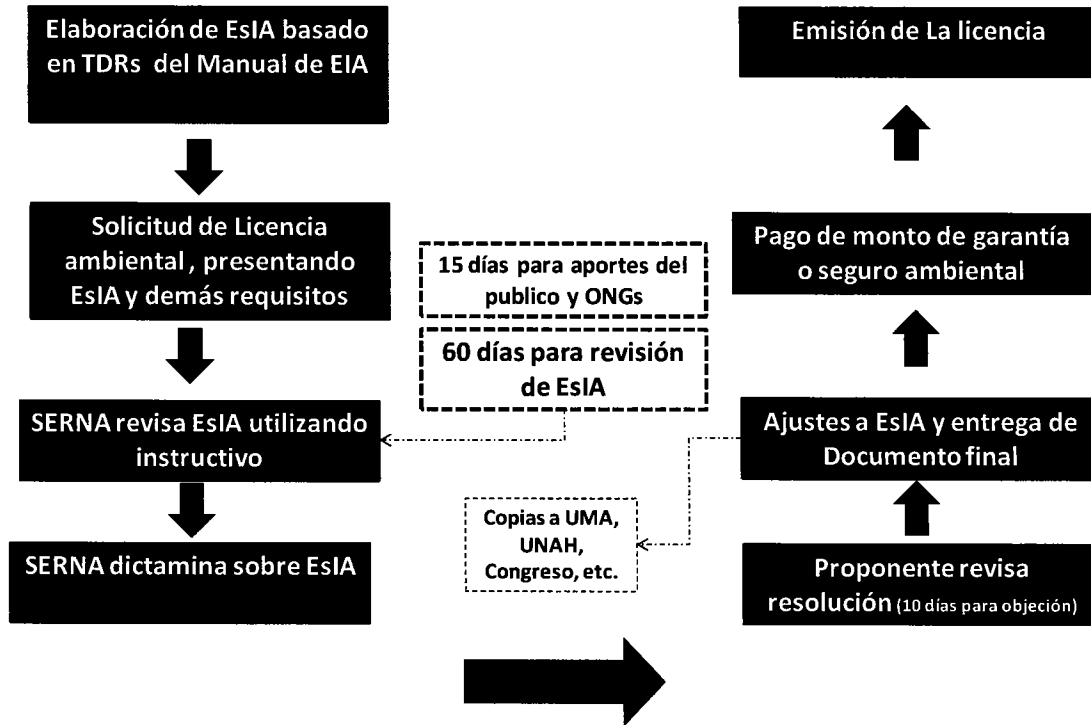 Elaboración de EsIA basado
en TDRs del Manual de EIA
Solicitud de Licencia
ambiental, presentando
EsIA y demás requisitos
SERNA revisa EsIA utilizando
instructivo
SERNA dictamina sobre EsIA
15 días para aportes del
publico y ONGs
60 días para revisión
de EsIA
Copias a UMA,
UNAH,
Congreso, etc.
Emisión de La licencia
Pago de monto de garantía
o seguro ambiental
Ajustes a EsIA y entrega de
Documento final
Proponente revisa
resolución (10 días para objeción)